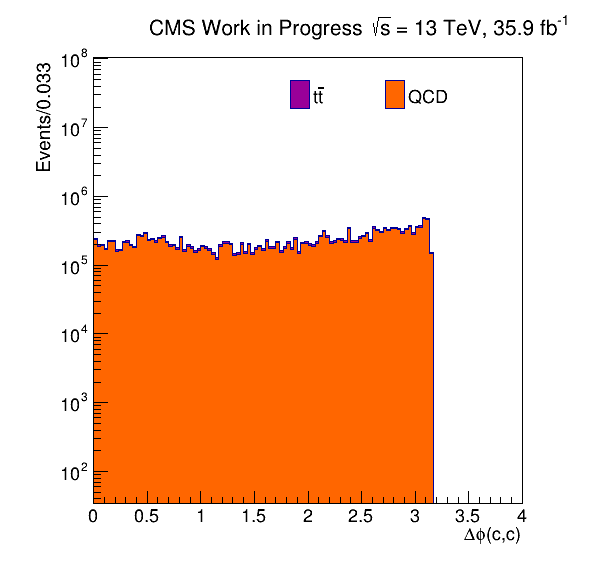 CMS Work in Progress √s = 13 TeV, 35.9 fb⁻¹
Events/0.033
tt̄
QCD
10⁸
10⁷
10⁶
10⁵
10⁴
10³
10²
0 0.5 1 1.5 2 2.5 3 3.5 4
Δϕ(c,c)